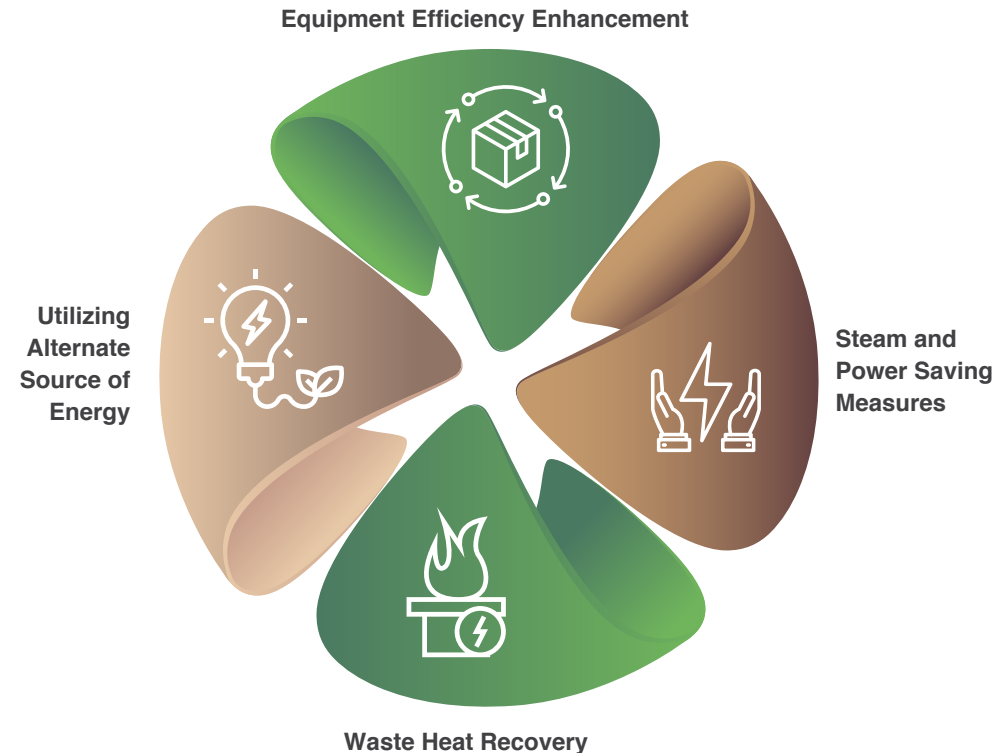 Equipment Efficiency Enhancement
Utilizing
Alternate
Source of
Energy
Steam and
Power Saving
Measures
Waste Heat Recovery